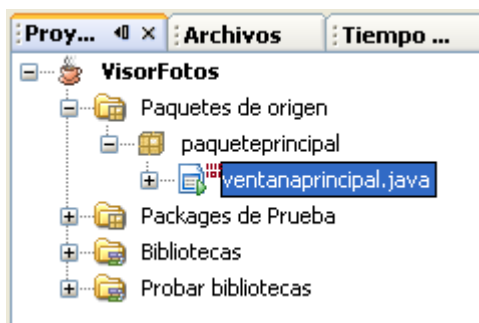 Proy... Archivos Tiempo ...
VisorFotos
Paquetes de origen
paqueteprincipal
ventanaprincipal.java
Packages de Prueba
Bibliotecas
Probar bibliotecas